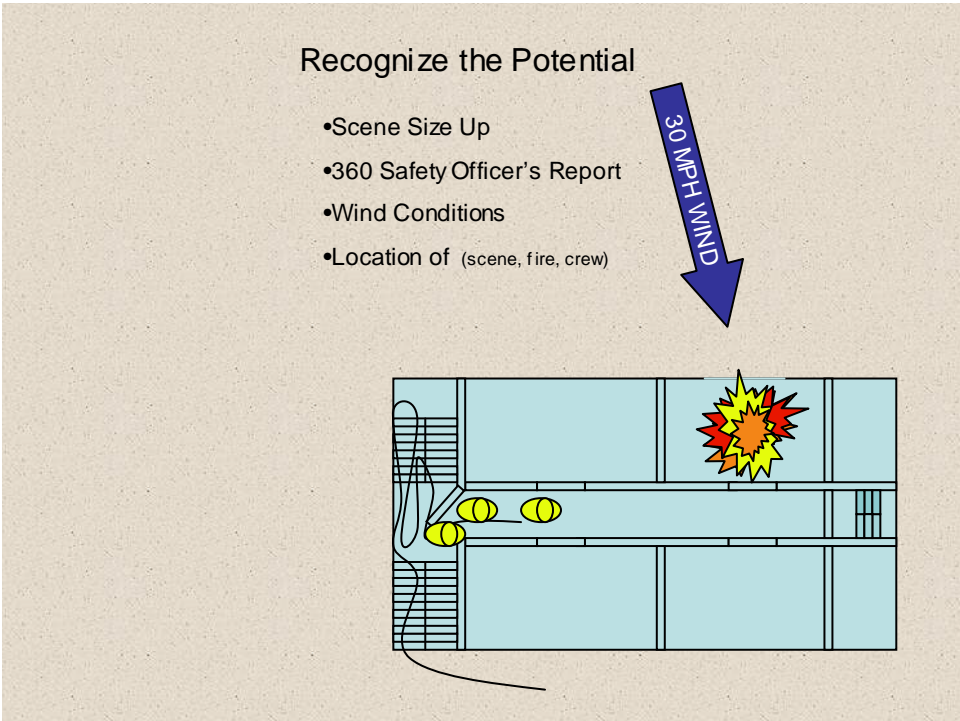 Recognize the Potential
•Scene Size Up
•360 Safety Officer's Report
•Wind Conditions
•Location of (scene, fire, crew)
30 MPH WIND